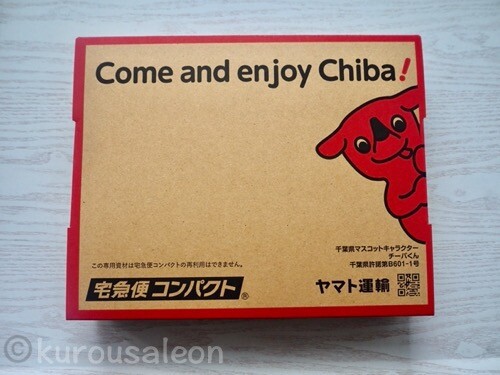 Come and enjoy Chiba!
千葉県マスコットキャラクター
チーバくん
千葉県許諾第B601-1号
この専用資材は宅急便コンパクトの再利用はできません。
宅急便コンパクト®
ヤマト運輸
©kurousaleon